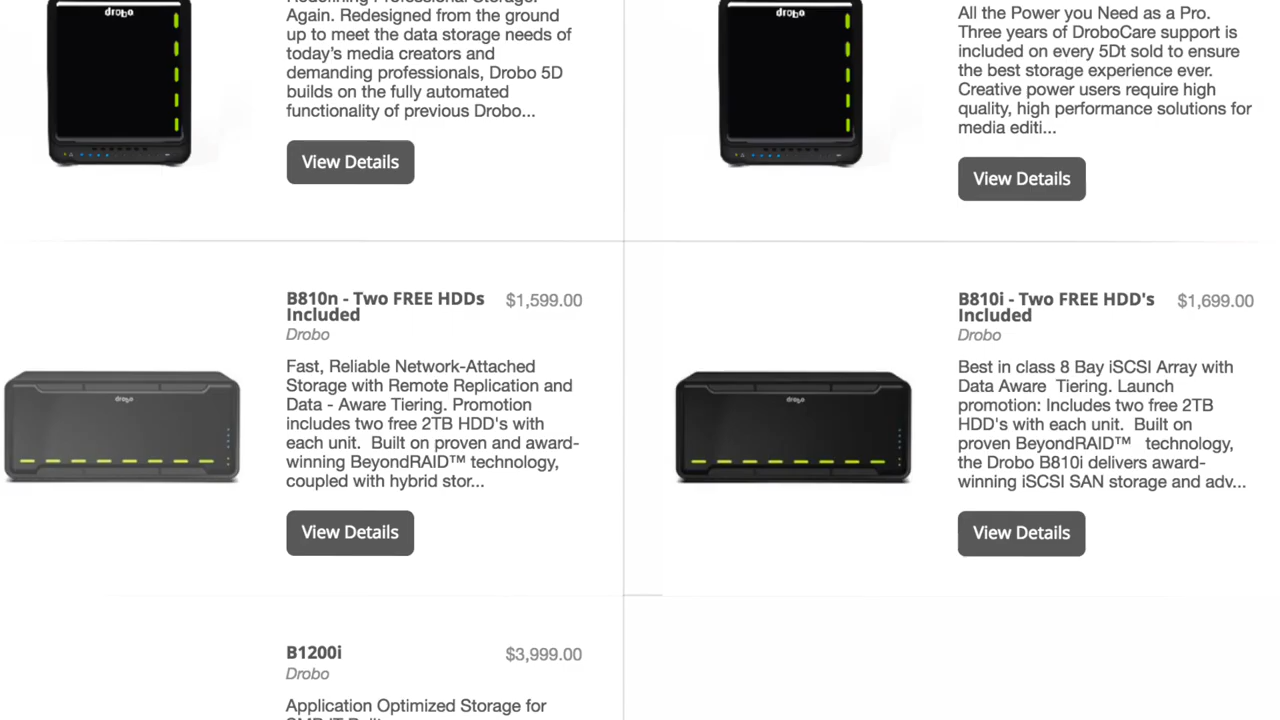 Again. Redesigned from the ground
up to meet the data storage needs of
today's media creators and
demanding professionals, Drobo 5D
builds on the fully automated
functionality of previous Drobo...
View Details
drobo
All the Power you Need as a Pro.
Three years of DroboCare support is
included on every 5Dt sold to ensure
the best storage experience ever.
Creative power users require high
quality, high performance solutions for
media editi...
View Details
drobo
B810n - Two FREE HDDs
Included
$1,599.00
Drobo
Fast, Reliable Network-Attached
Storage with Remote Replication and
Data - Aware Tiering. Promotion
includes two free 2TB HDD's with
each unit.  Built on proven and award-
winning BeyondRAID™ technology,
coupled with hybrid stor...
View Details
drobo
B810i - Two FREE HDD's
Included
$1,699.00
Drobo
Best in class 8 Bay iSCSI Array with
Data Aware  Tiering. Launch
promotion: Includes two free 2TB
HDD's with each unit.  Built on
proven BeyondRAID™  technology,
the Drobo B810i delivers award-
winning iSCSI SAN storage and adv...
View Details
drobo
B1200i
$3,999.00
Drobo
Application Optimized Storage for